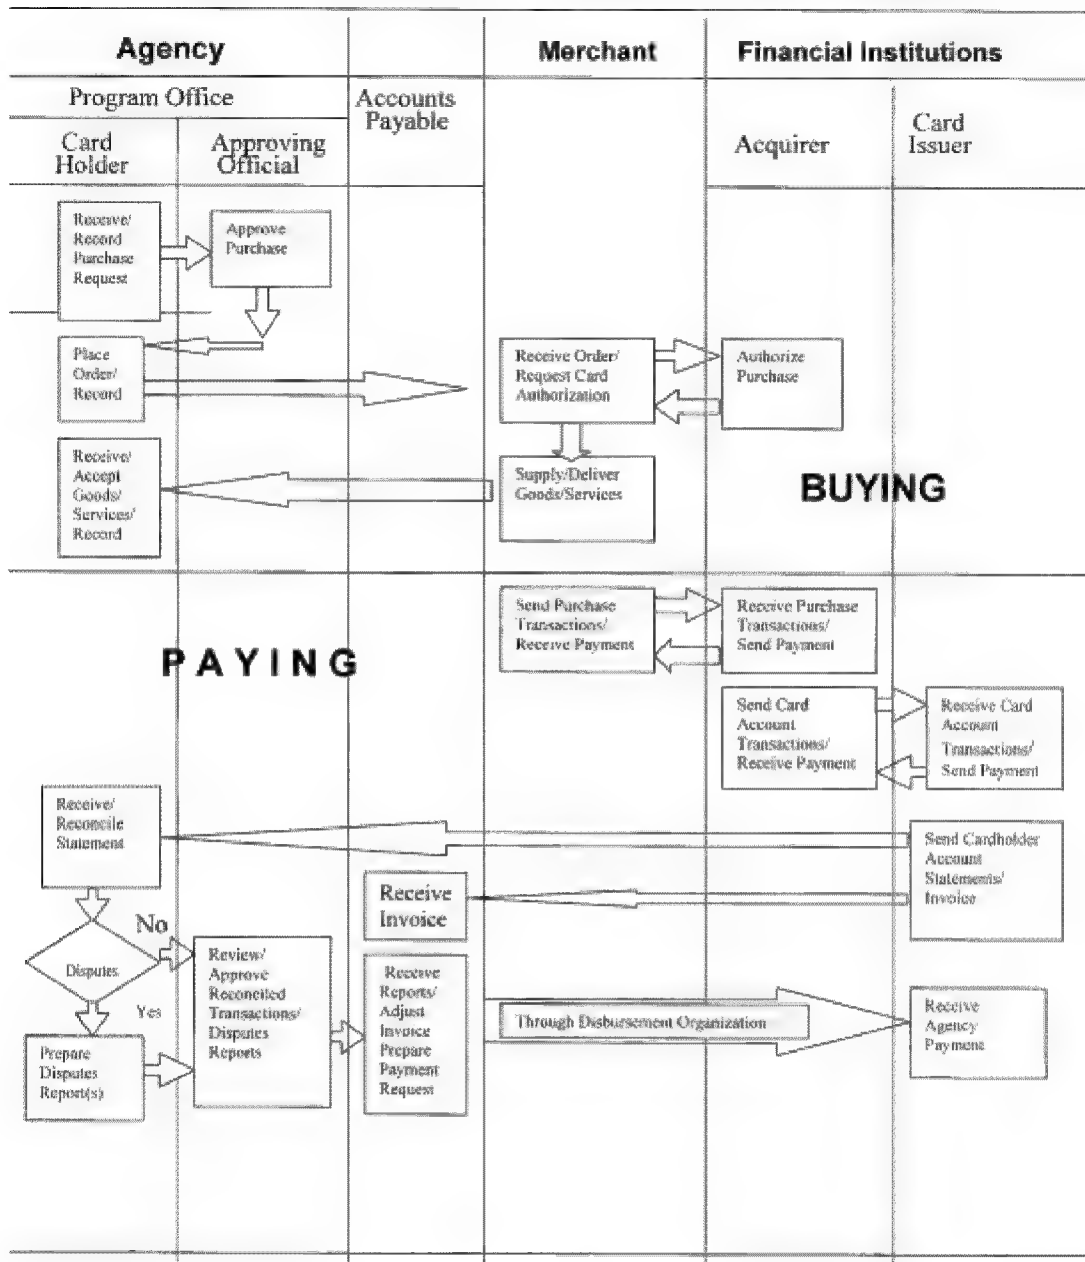 Agency
Merchant
Financial Institutions
Program Office
Accounts
Payable
Card
Holder
Approving
Official
Acquirer
Card
Issuer
Receive/
Record
Purchase
Request
Approve
Purchase
Place
Order/
Record
Receive Order/
Request Card
Authorization
Authorize
Purchase
Receive/
Accept
Goods/
Services/
Record
Supply/Deliver
Goods/Services
BUYING
Send Purchase
Transactions/
Receive Payment
Receive Purchase
Transactions/
Send Payment
PAYING
Send Card
Account
Transactions/
Receive Payment
Receive Card
Account
Transactions/
Send Payment
Receive/
Reconcile
Statement
Send Cardholder
Account
Statements/
Invoice
Receive
Invoice
No
Disputes
Yes
Review/
Approve
Reconciled
Transactions/
Disputes
Reports
Receive
Reports/
Adjust
Invoice
Prepare
Payment
Request
Through Disbursement Organization
Receive
Agency
Payment
Prepare
Disputes
Report(s)